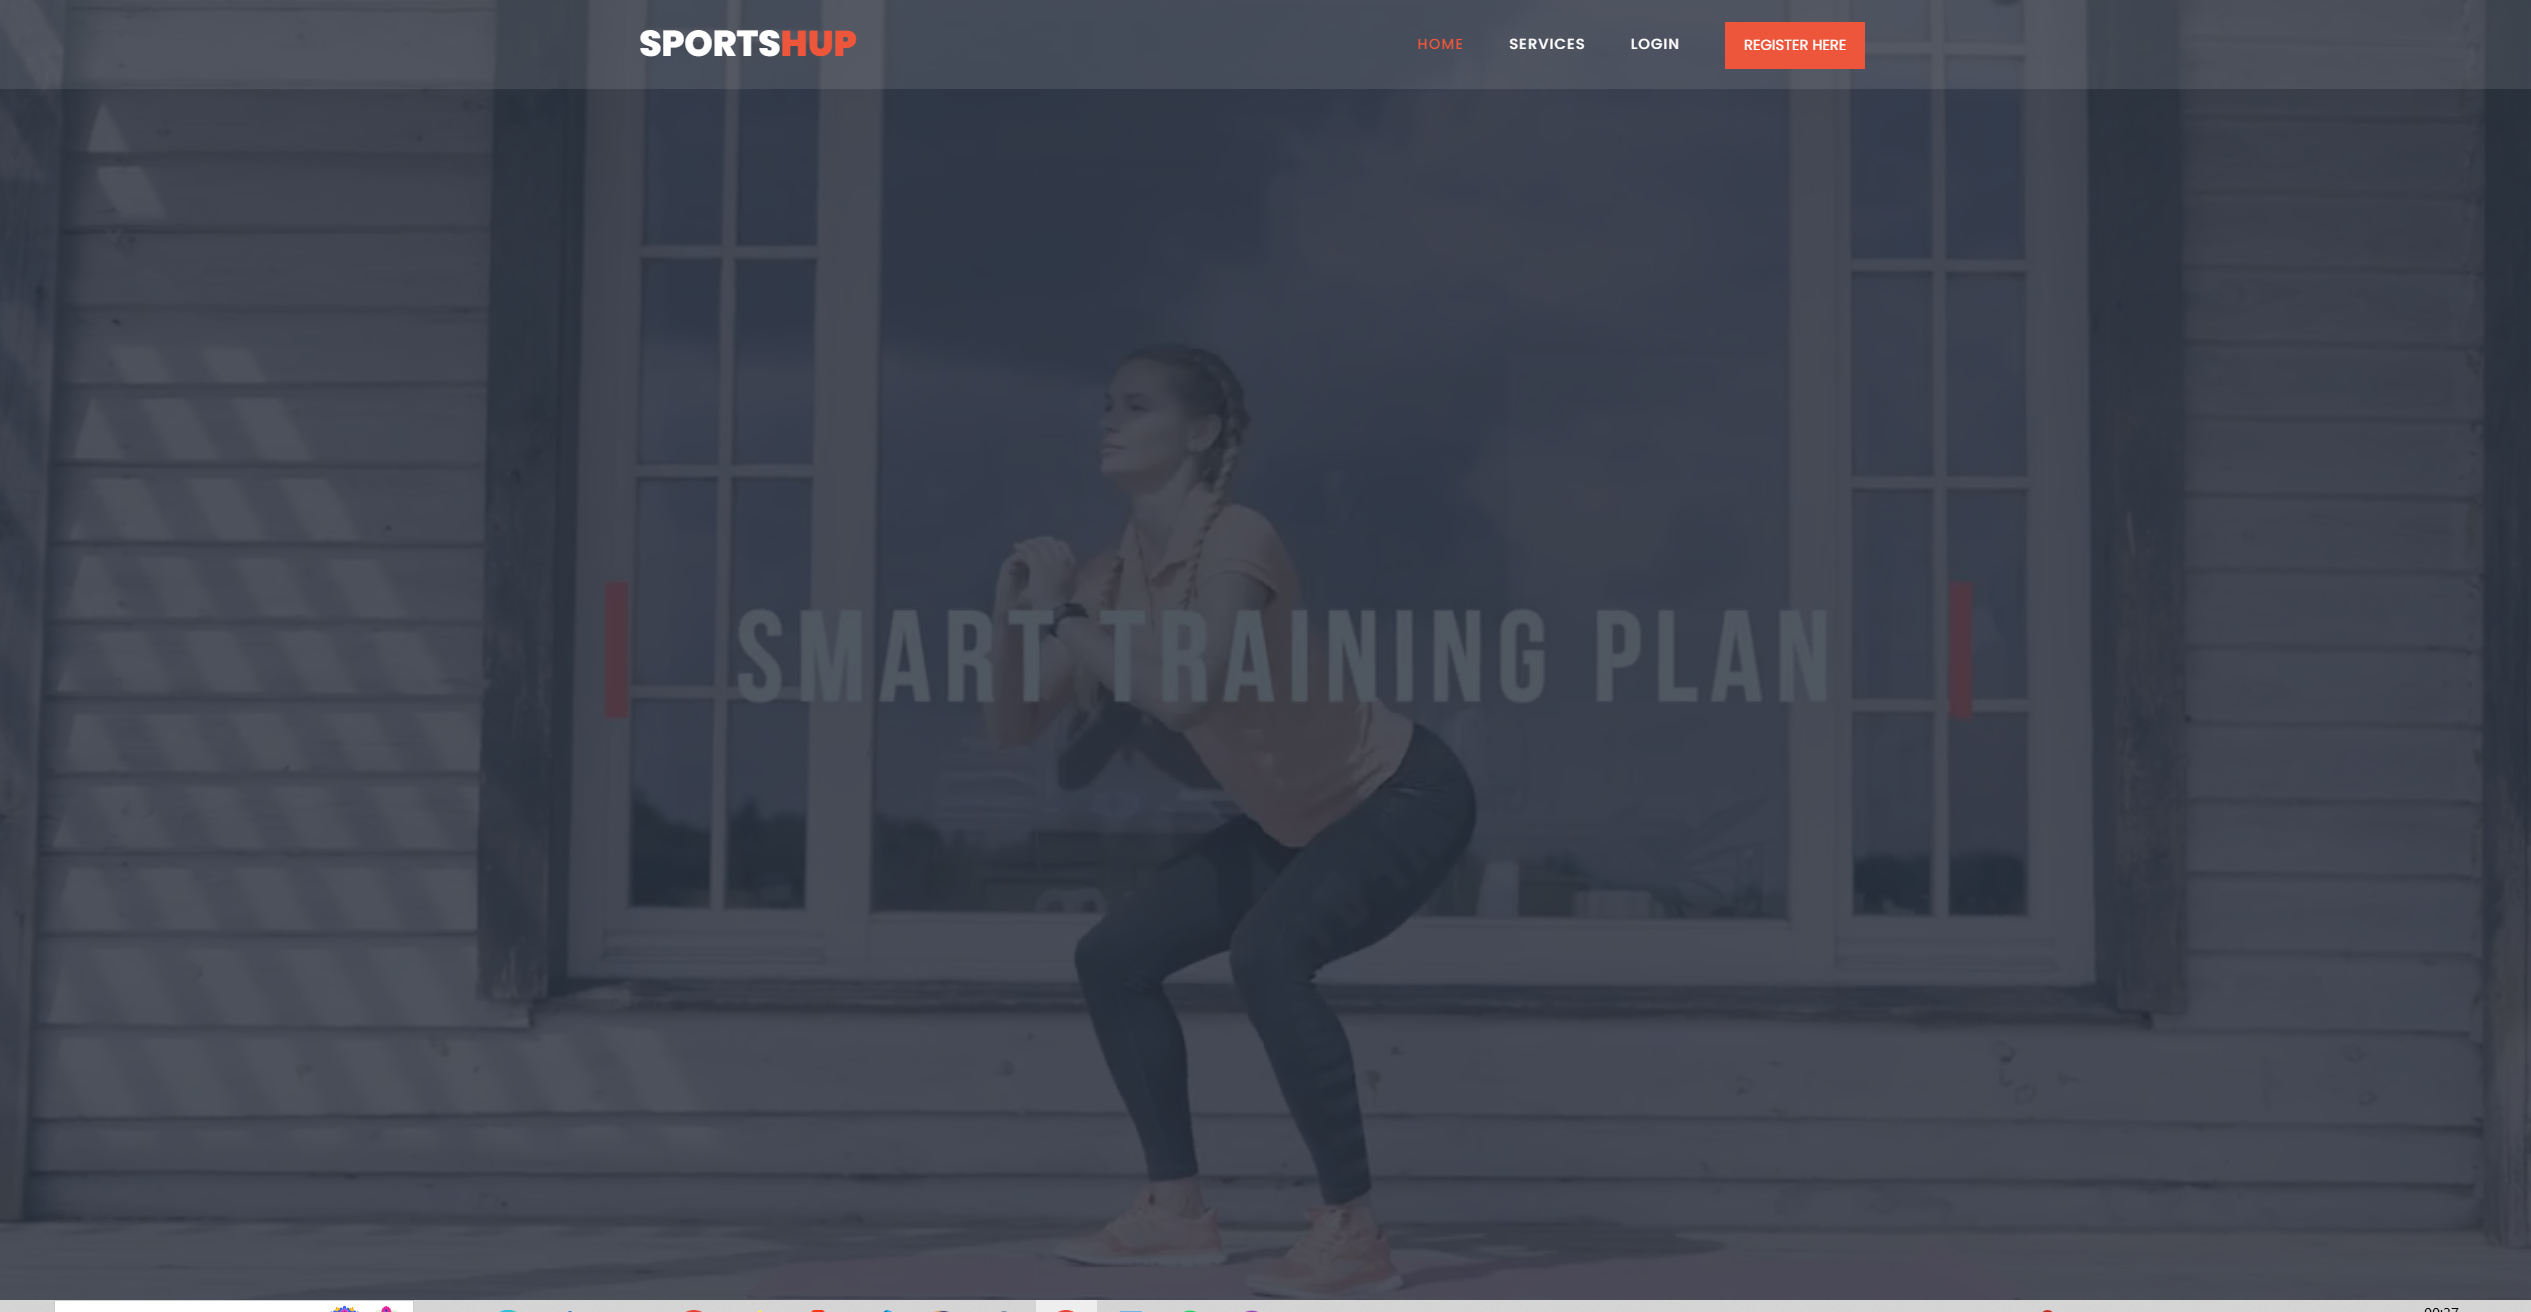 SPORTSHUP
HOME SERVICES LOGIN REGISTER HERE
SMART TRAINING PLAN